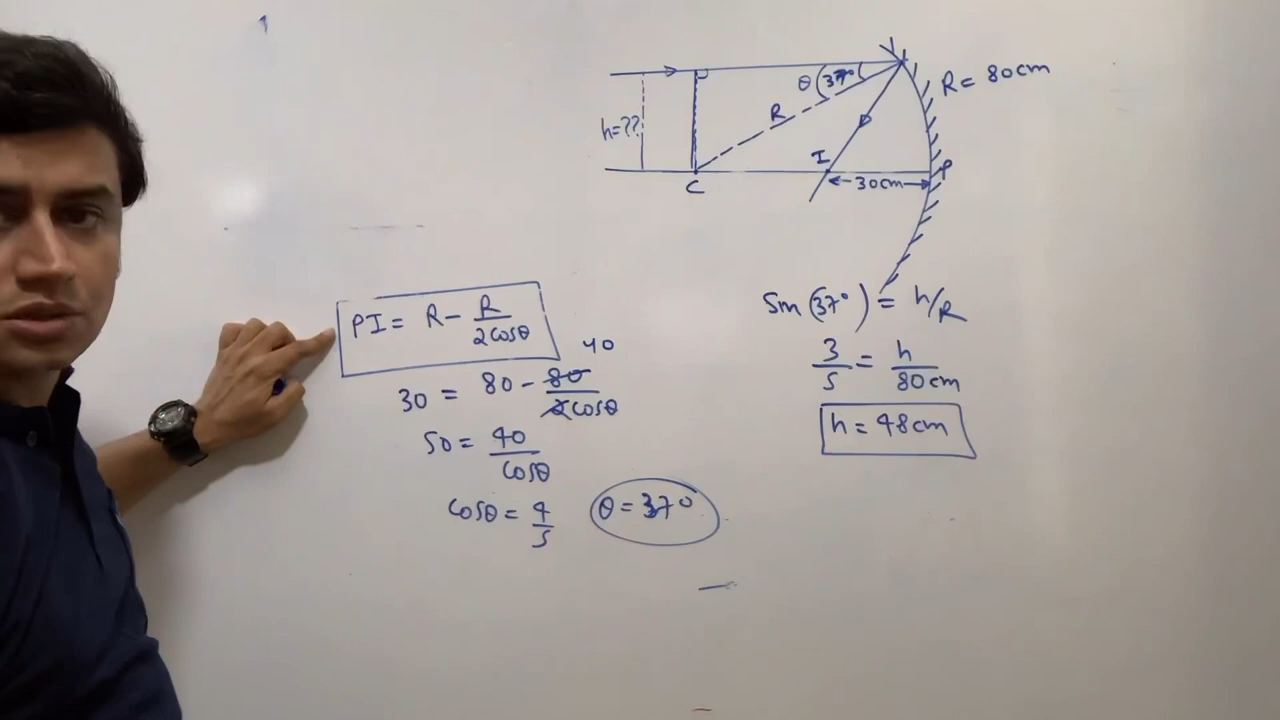 θ (37°
R = 80cm
R
h=??
I
C
←30cm→
P
PI = R - R/2cosθ
40
30 = 80 - 80/2cosθ
50 = 40/cosθ
cosθ = 4/5
θ = 37°
Sin (37°) = h/R
3/5 = h/80cm
h = 48cm